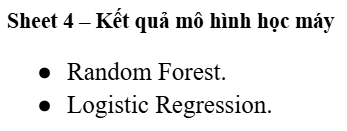 Sheet 4 – Kết quả mô hình học máy
● Random Forest.
● Logistic Regression.